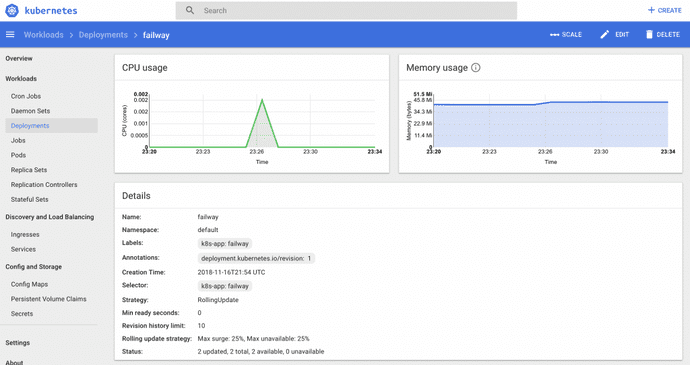 kubernetes
Search
+ CREATE
Workloads > Deployments > failway
SCALE
EDIT
DELETE
Overview
Workloads
Cron Jobs
Daemon Sets
Deployments
Jobs
Pods
Replica Sets
Replication Controllers
Stateful Sets
Discovery and Load Balancing
Ingresses
Services
Config and Storage
Config Maps
Persistent Volume Claims
Secrets
Settings
About
CPU usage
CPU (cores)
0.002
0.002
0.001
0.001
0.0005
0
23:20
23:23
23:26
23:30
23:34
Time
Memory usage
Memory (bytes)
51.5 Mi
45.8 Mi
34.3 Mi
22.9 Mi
11.4 Mi
0
23:20
23:23
23:26
23:30
23:34
Time
Details
Name: failway
Namespace: default
Labels: k8s-app: failway
Annotations: deployment.kubernetes.io/revision: 1
Creation Time: 2018-11-16T21:54 UTC
Selector: k8s-app: failway
Strategy: RollingUpdate
Min ready seconds: 0
Revision history limit: 10
Rolling update strategy: Max surge: 25%, Max unavailable: 25%
Status: 2 updated, 2 total, 2 available, 0 unavailable